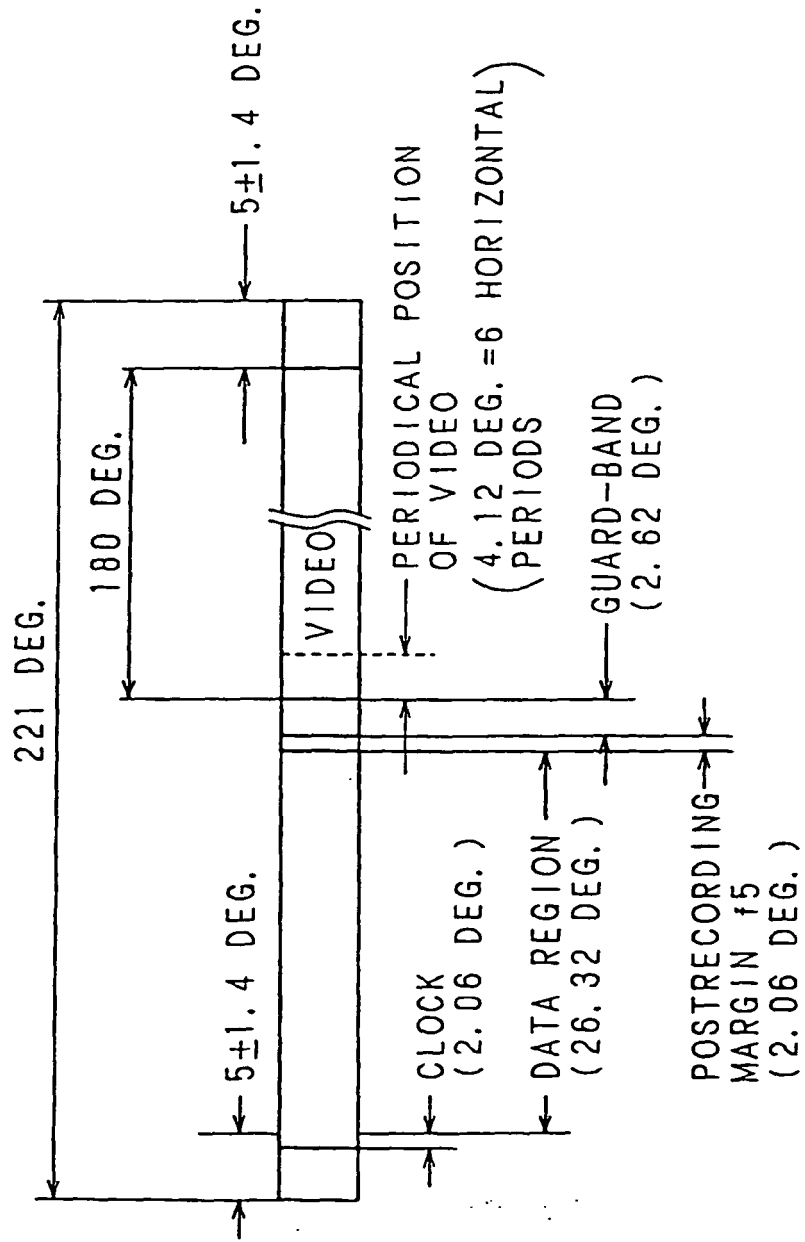 221 DEG.
180 DEG.
5±1.4 DEG.
5±1.4 DEG.
VIDEO
PERIODICAL POSITION
OF VIDEO
(4.12 DEG.=6 HORIZONTAL
PERIODS)
CLOCK
(2.06 DEG.)
DATA REGION
(26.32 DEG.)
GUARD-BAND
(2.62 DEG.)
POSTRECORDING
MARGIN f5
(2.06 DEG.)